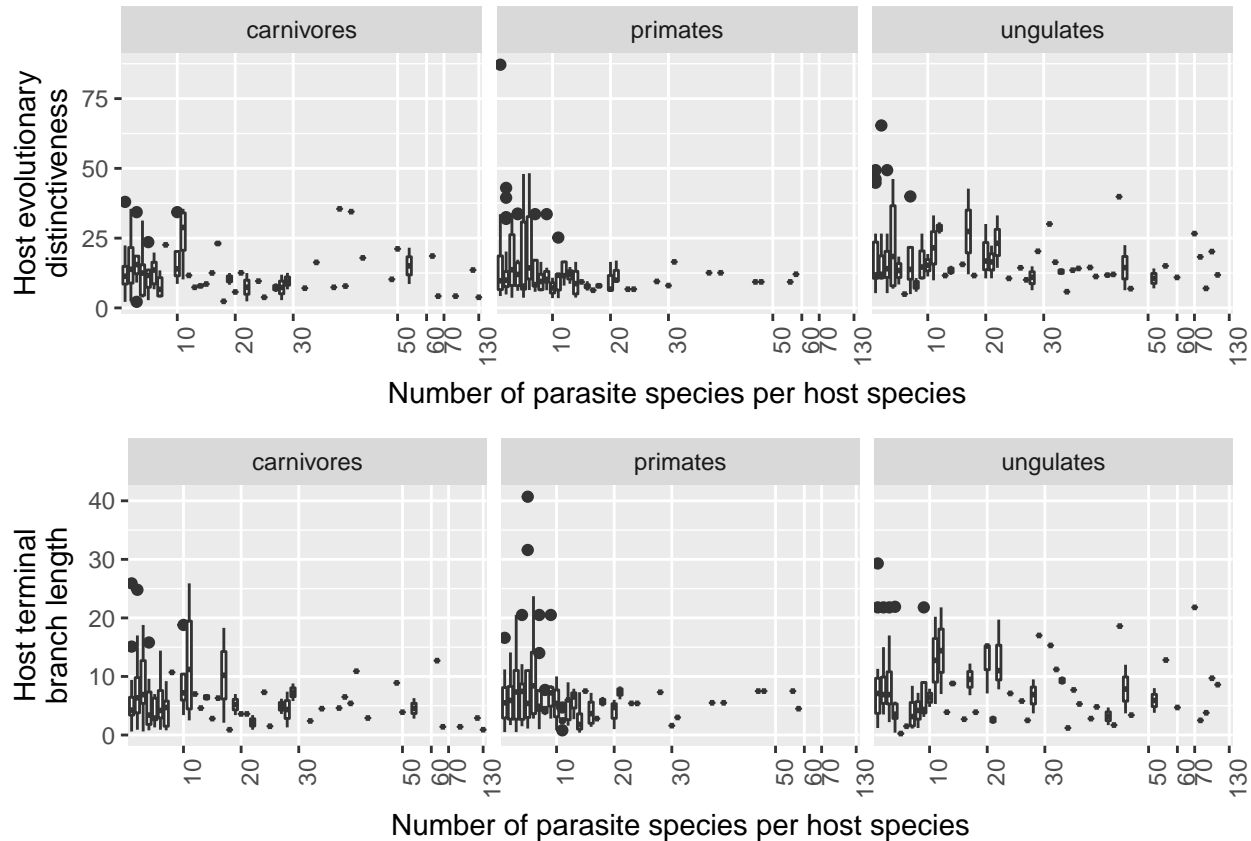 carnivores primates ungulates
Host evolutionary
distinctiveness
75
50
25
0
10 20 30 50 60 70 130 10 20 30 50 60 70 130 10 20 30 50 60 70 130
Number of parasite species per host species
carnivores primates ungulates
Host terminal
branch length
40
30
20
10
0
10 20 30 50 60 70 130 10 20 30 50 60 70 130 10 20 30 50 60 70 130
Number of parasite species per host species